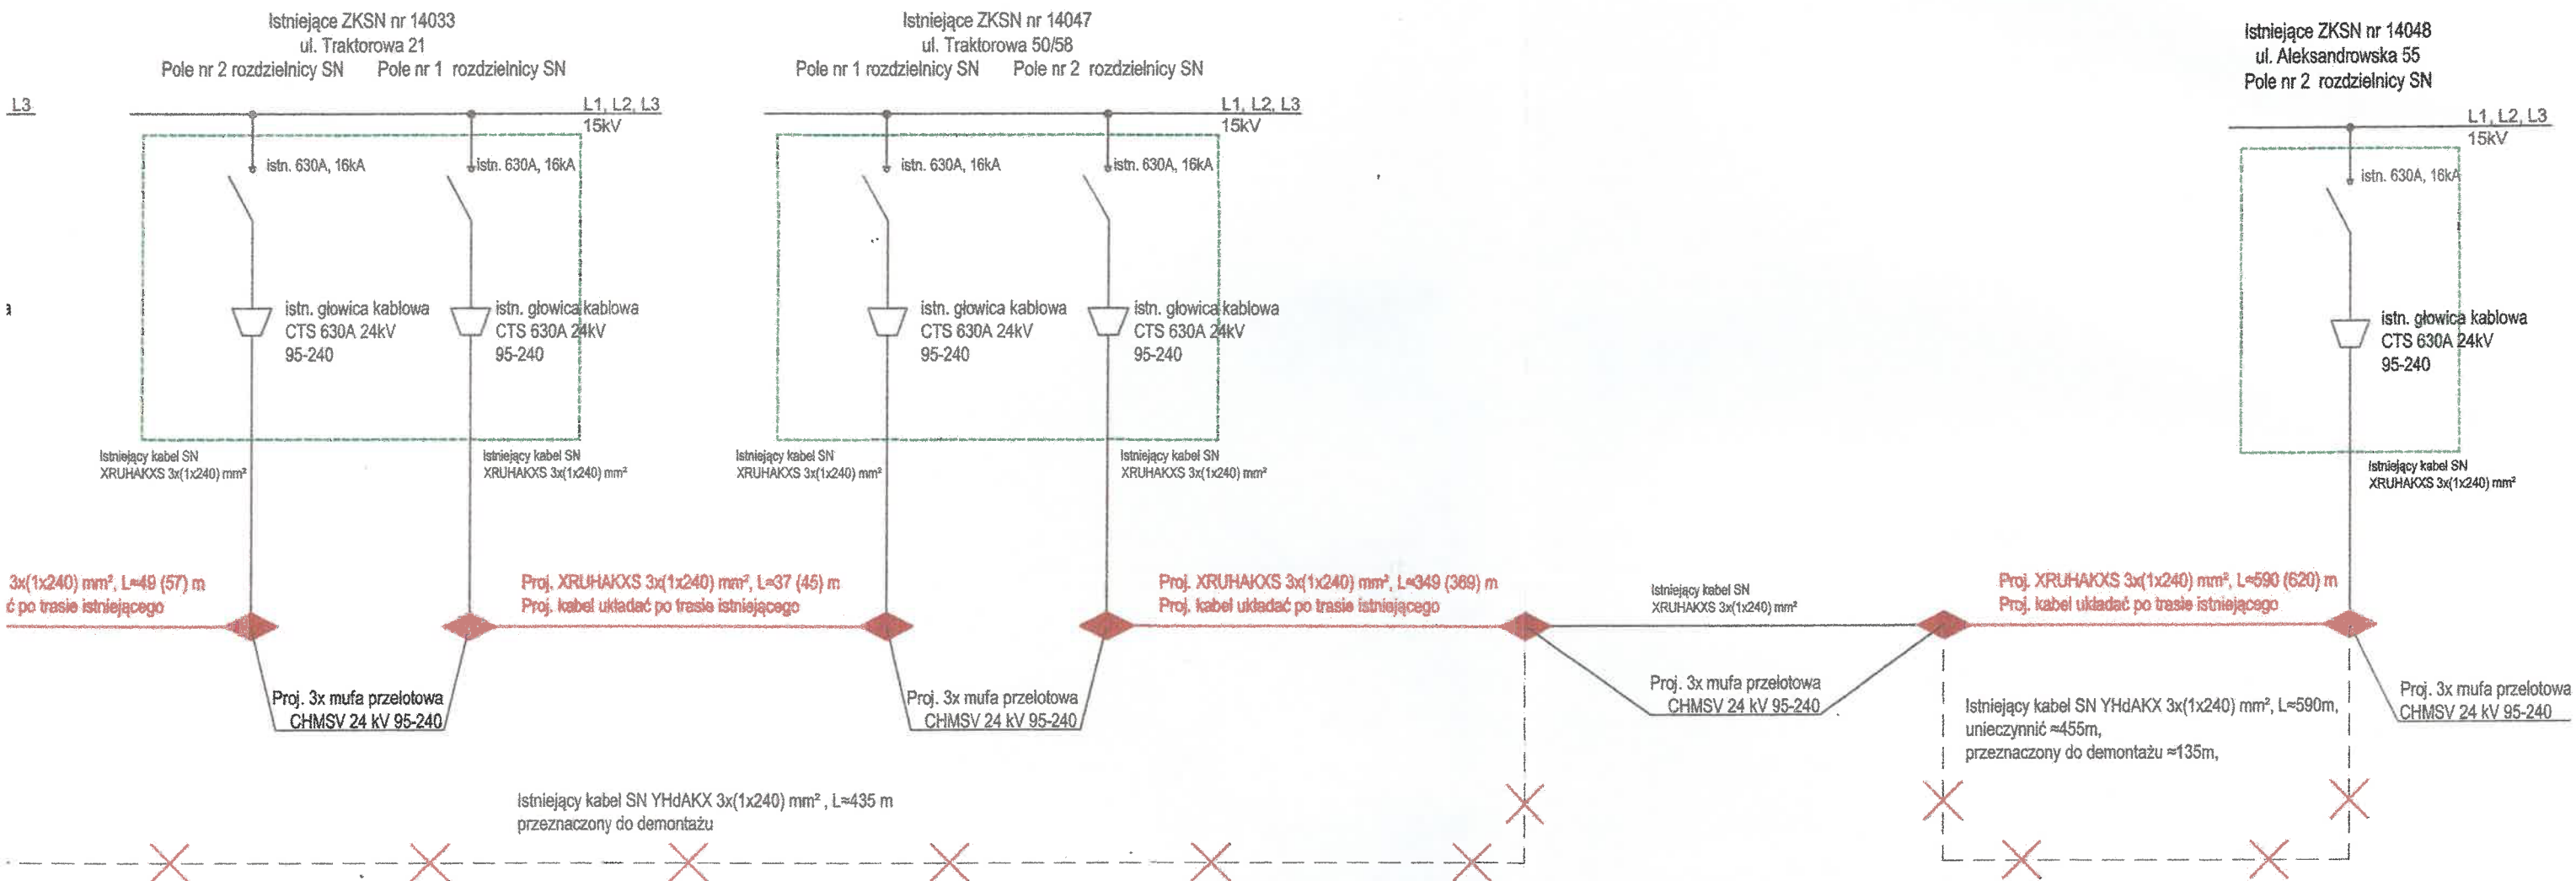 Istniejące ZKSN nr 14033
ul. Traktorowa 21
Pole nr 2 rozdzielnicy SN Pole nr 1 rozdzielnicy SN
Istniejące ZKSN nr 14047
ul. Traktorowa 50/58
Pole nr 1 rozdzielnicy SN Pole nr 2 rozdzielnicy SN
Istniejące ZKSN nr 14048
ul. Aleksandrowska 55
Pole nr 2 rozdzielnicy SN
L3
L1, L2, L3
15kV
L1, L2, L3
15kV
L1, L2, L3
15kV
istn. 630A, 16kA
istn. 630A, 16kA
istn. 630A, 16kA
istn. 630A, 16kA
istn. 630A, 16kA
a
istn. głowica kablowa
CTS 630A 24kV
95-240
istn. głowica kablowa
CTS 630A 24kV
95-240
istn. głowica kablowa
CTS 630A 24kV
95-240
istn. głowica kablowa
CTS 630A 24kV
95-240
istn. głowica kablowa
CTS 630A 24kV
95-240
Istniejący kabel SN
XRUHAKXS 3x(1x240) mm²
Istniejący kabel SN
XRUHAKXS 3x(1x240) mm²
Istniejący kabel SN
XRUHAKXS 3x(1x240) mm²
Istniejący kabel SN
XRUHAKXS 3x(1x240) mm²
Istniejący kabel SN
XRUHAKXS 3x(1x240) mm²
3x(1x240) mm², L≈49 (57) m
ć po trasie istniejącego
Proj. XRUHAKXS 3x(1x240) mm², L≈37 (45) m
Proj. kabel układać po trasie istniejącego
Proj. XRUHAKXS 3x(1x240) mm², L≈349 (369) m
Proj. kabel układać po trasie istniejącego
Istniejący kabel SN
XRUHAKXS 3x(1x240) mm²
Proj. XRUHAKXS 3x(1x240) mm², L≈590 (620) m
Proj. kabel układać po trasie istniejącego
Proj. 3x mufa przelotowa
CHMSV 24 kV 95-240
Proj. 3x mufa przelotowa
CHMSV 24 kV 95-240
Proj. 3x mufa przelotowa
CHMSV 24 kV 95-240
Istniejący kabel SN YHdAKX 3x(1x240) mm², L≈590m,
unieczynnić ≈455m,
przeznaczony do demontażu ≈135m,
Proj. 3x mufa przelotowa
CHMSV 24 kV 95-240
Istniejący kabel SN YHdAKX 3x(1x240) mm² , L≈435 m
przeznaczony do demontażu